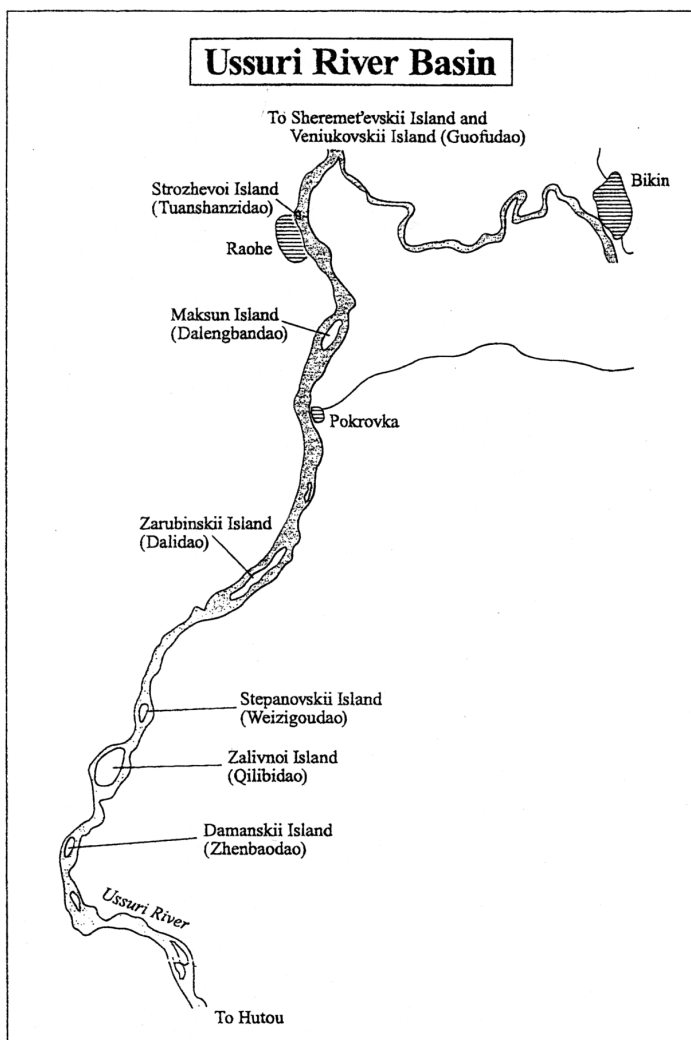 Ussuri River Basin
To Sheremet'evskii Island and
Veniukovskii Island (Guofudao)
Strozhevoi Island
(Tuanshanzidao)
Bikin
Raohe
Maksun Island
(Dalengbandao)
Pokrovka
Zarubinskii Island
(Dalidao)
Stepanovskii Island
(Weizigoudao)
Zalivnoi Island
(Qilibidao)
Damanskii Island
(Zhenbaodao)
Ussuri River
To Hutou